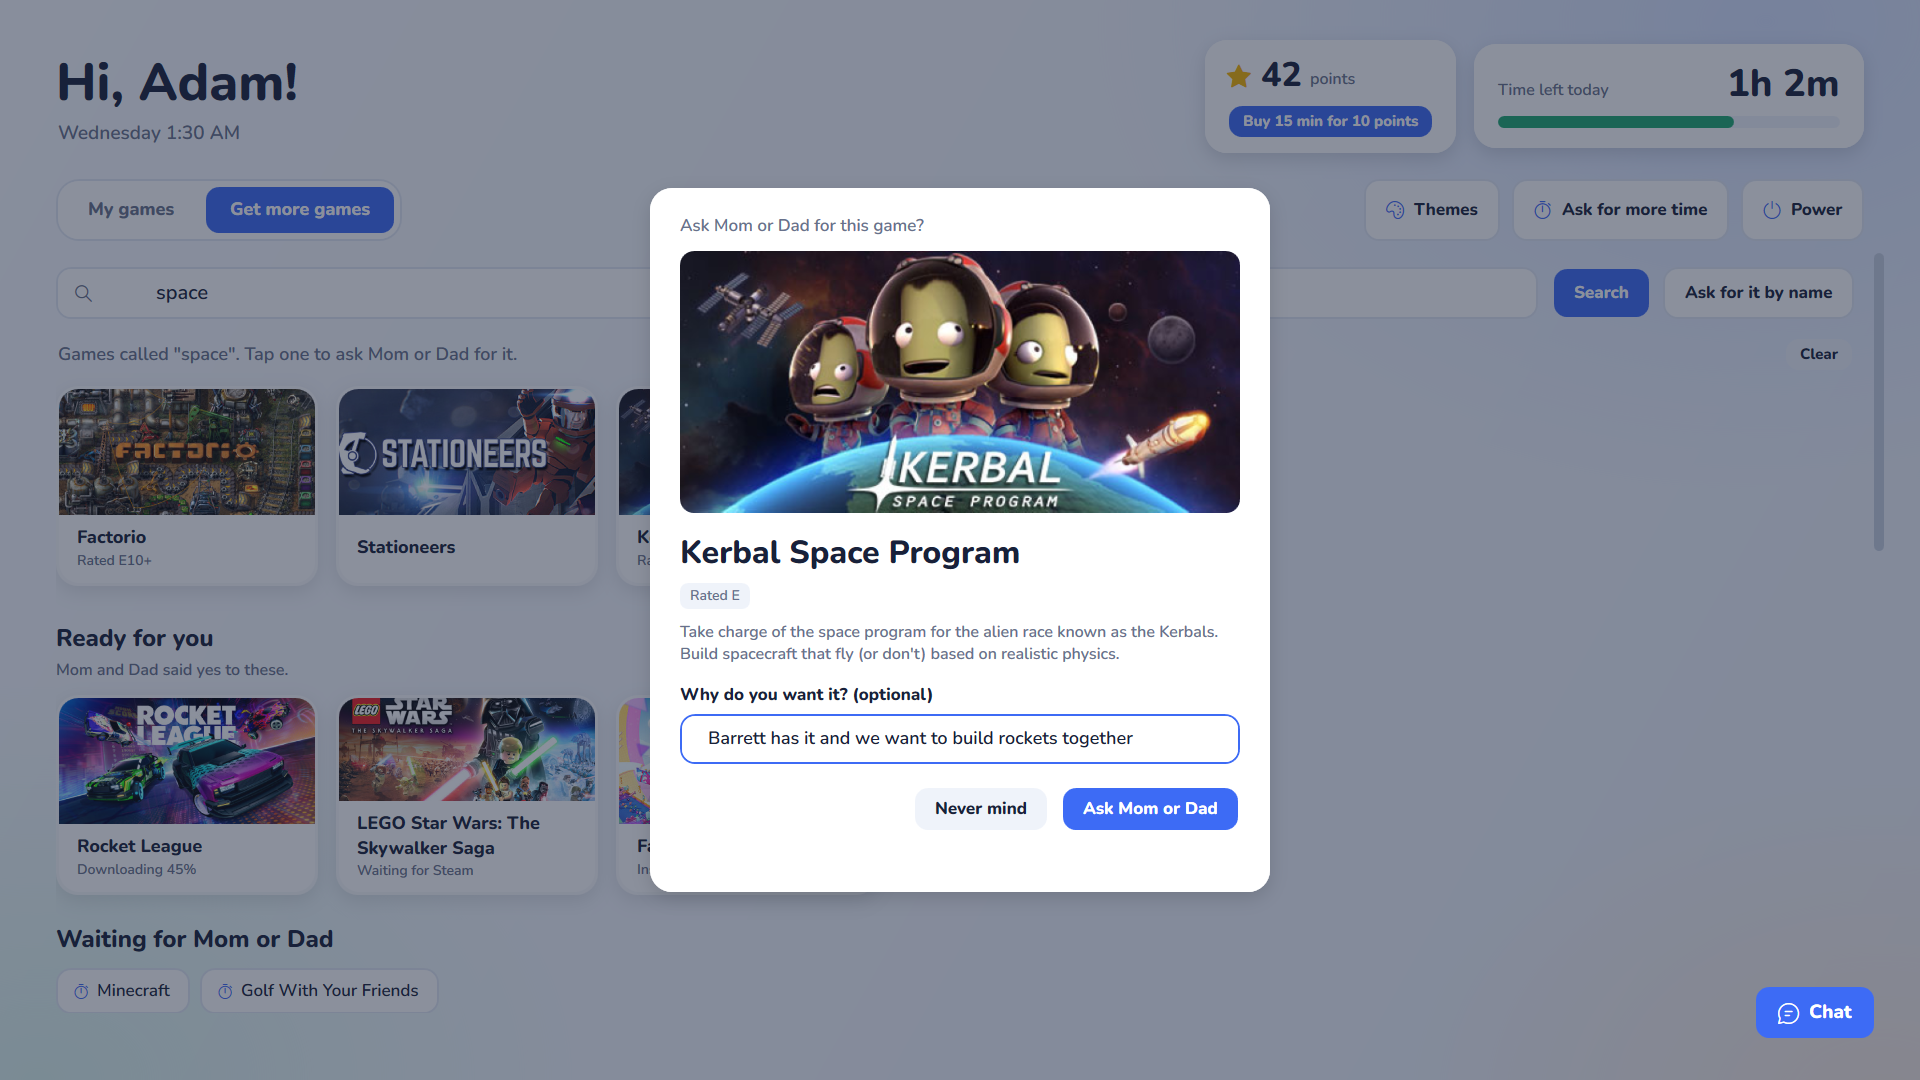 Hi, Adam!
Wednesday 1:30 AM
42 points
Buy 15 min for 10 points
Time left today
1h 2m
My games
Get more games
Themes
Ask for more time
Power
space
Search
Ask for it by name
Games called "space". Tap one to ask Mom or Dad for it.
Clear
FACTORIO
Factorio
Rated E10+
STATIONEERS
Stationeers
Ready for you
Mom and Dad said yes to these.
ROCKET
LEAGUE
Rocket League
Downloading 45%
LEGO
STAR
WARS
THE SKYWALKER SAGA
LEGO Star Wars: The
Skywalker Saga
Waiting for Steam
Waiting for Mom or Dad
Minecraft
Golf With Your Friends
Ask Mom or Dad for this game?
KERBAL
SPACE PROGRAM
Kerbal Space Program
Rated E
Take charge of the space program for the alien race known as the Kerbals.
Build spacecraft that fly (or don't) based on realistic physics.
Why do you want it? (optional)
Barrett has it and we want to build rockets together
Never mind
Ask Mom or Dad
Chat